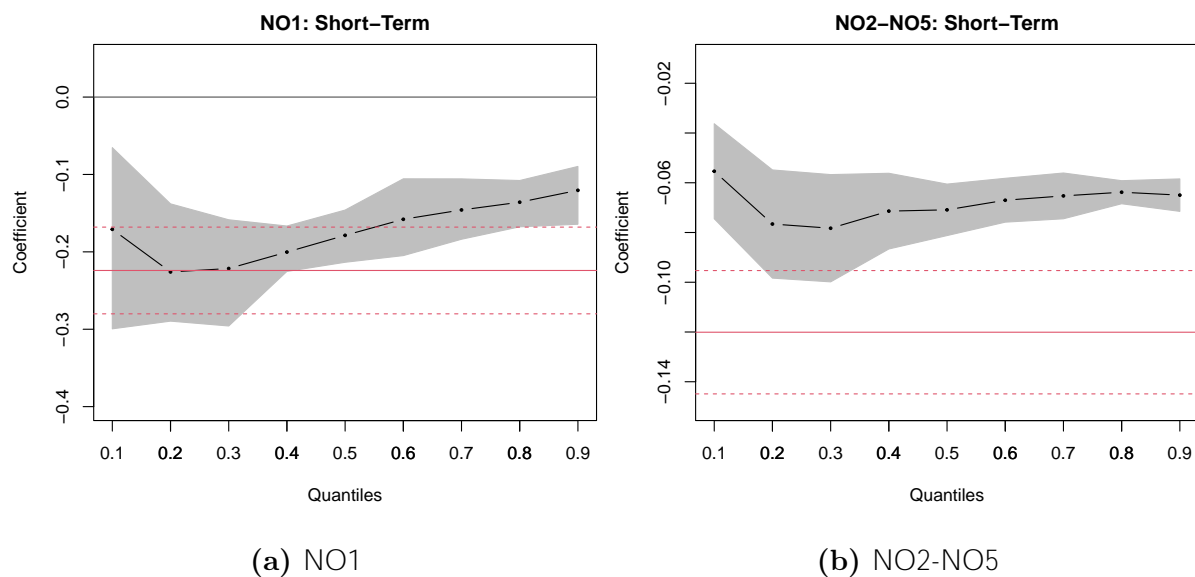 NO1: Short−Term
Coefficient
0.0
−0.1
−0.2
−0.3
−0.4
0.1 0.2 0.3 0.4 0.5 0.6 0.7 0.8 0.9
Quantiles
(a) NO1
NO2−NO5: Short−Term
Coefficient
−0.02
−0.06
−0.10
−0.14
0.1 0.2 0.3 0.4 0.5 0.6 0.7 0.8 0.9
Quantiles
(b) NO2-NO5